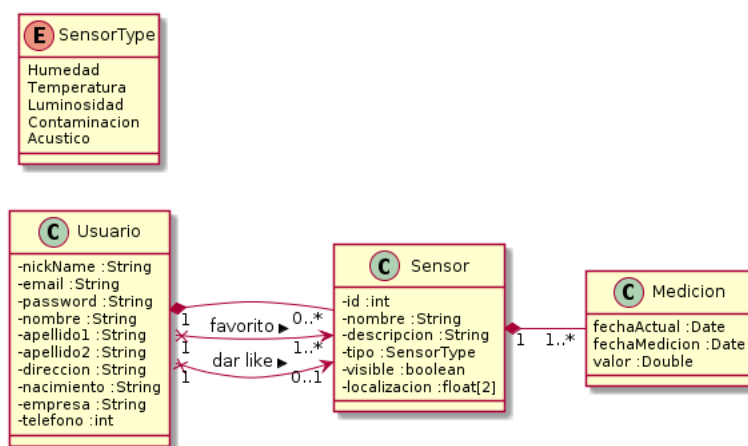 E SensorType
Humedad
Temperatura
Luminosidad
Contaminacion
Acustico
C Usuario
-nickName :String
-email :String
-password :String
-nombre :String
-apellido1 :String
-apellido2 :String
-direccion :String
-nacimiento :String
-empresa :String
-telefono :int
1 0..*
favorito
1 1..*
dar like
1 0..1
C Sensor
-id :int
-nombre :String
-descripcion :String
-tipo :SensorType
-visible :boolean
-localizacion :float[2]
1 1..*
C Medicion
fechaActual :Date
fechaMedicion :Date
valor :Double